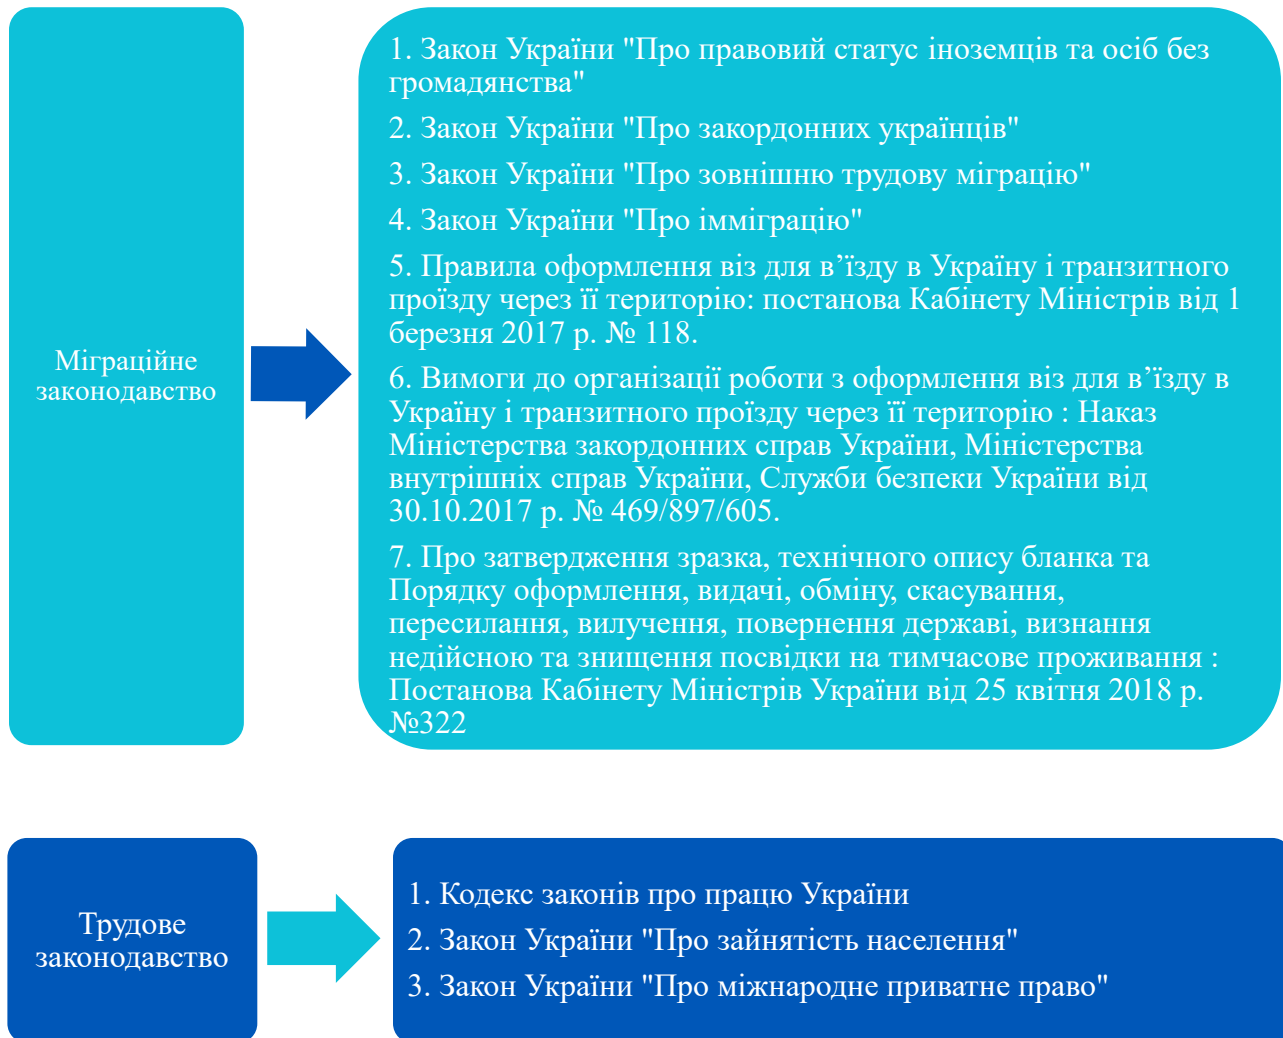 Міграційне
законодавство
1. Закон України "Про правовий статус іноземців та осіб без
громадянства"
2. Закон України "Про закордонних українців"
3. Закон України "Про зовнішню трудову міграцію"
4. Закон України "Про імміграцію"
5. Правила оформлення віз для в’їзду в Україну і транзитного
проїзду через її територію: постанова Кабінету Міністрів від 1
березня 2017 р. № 118.
6. Вимоги до організації роботи з оформлення віз для в’їзду в
Україну і транзитного проїзду через її територію : Наказ
Міністерства закордонних справ України, Міністерства
внутрішніх справ України, Служби безпеки України від
30.10.2017 р. № 469/897/605.
7. Про затвердження зразка, технічного опису бланка та
Порядку оформлення, видачі, обміну, скасування,
пересилання, вилучення, повернення державі, визнання
недійсною та знищення посвідки на тимчасове проживання :
Постанова Кабінету Міністрів України від 25 квітня 2018 р.
№322
Трудове
законодавство
1. Кодекс законів про працю України
2. Закон України "Про зайнятість населення"
3. Закон України "Про міжнародне приватне право"